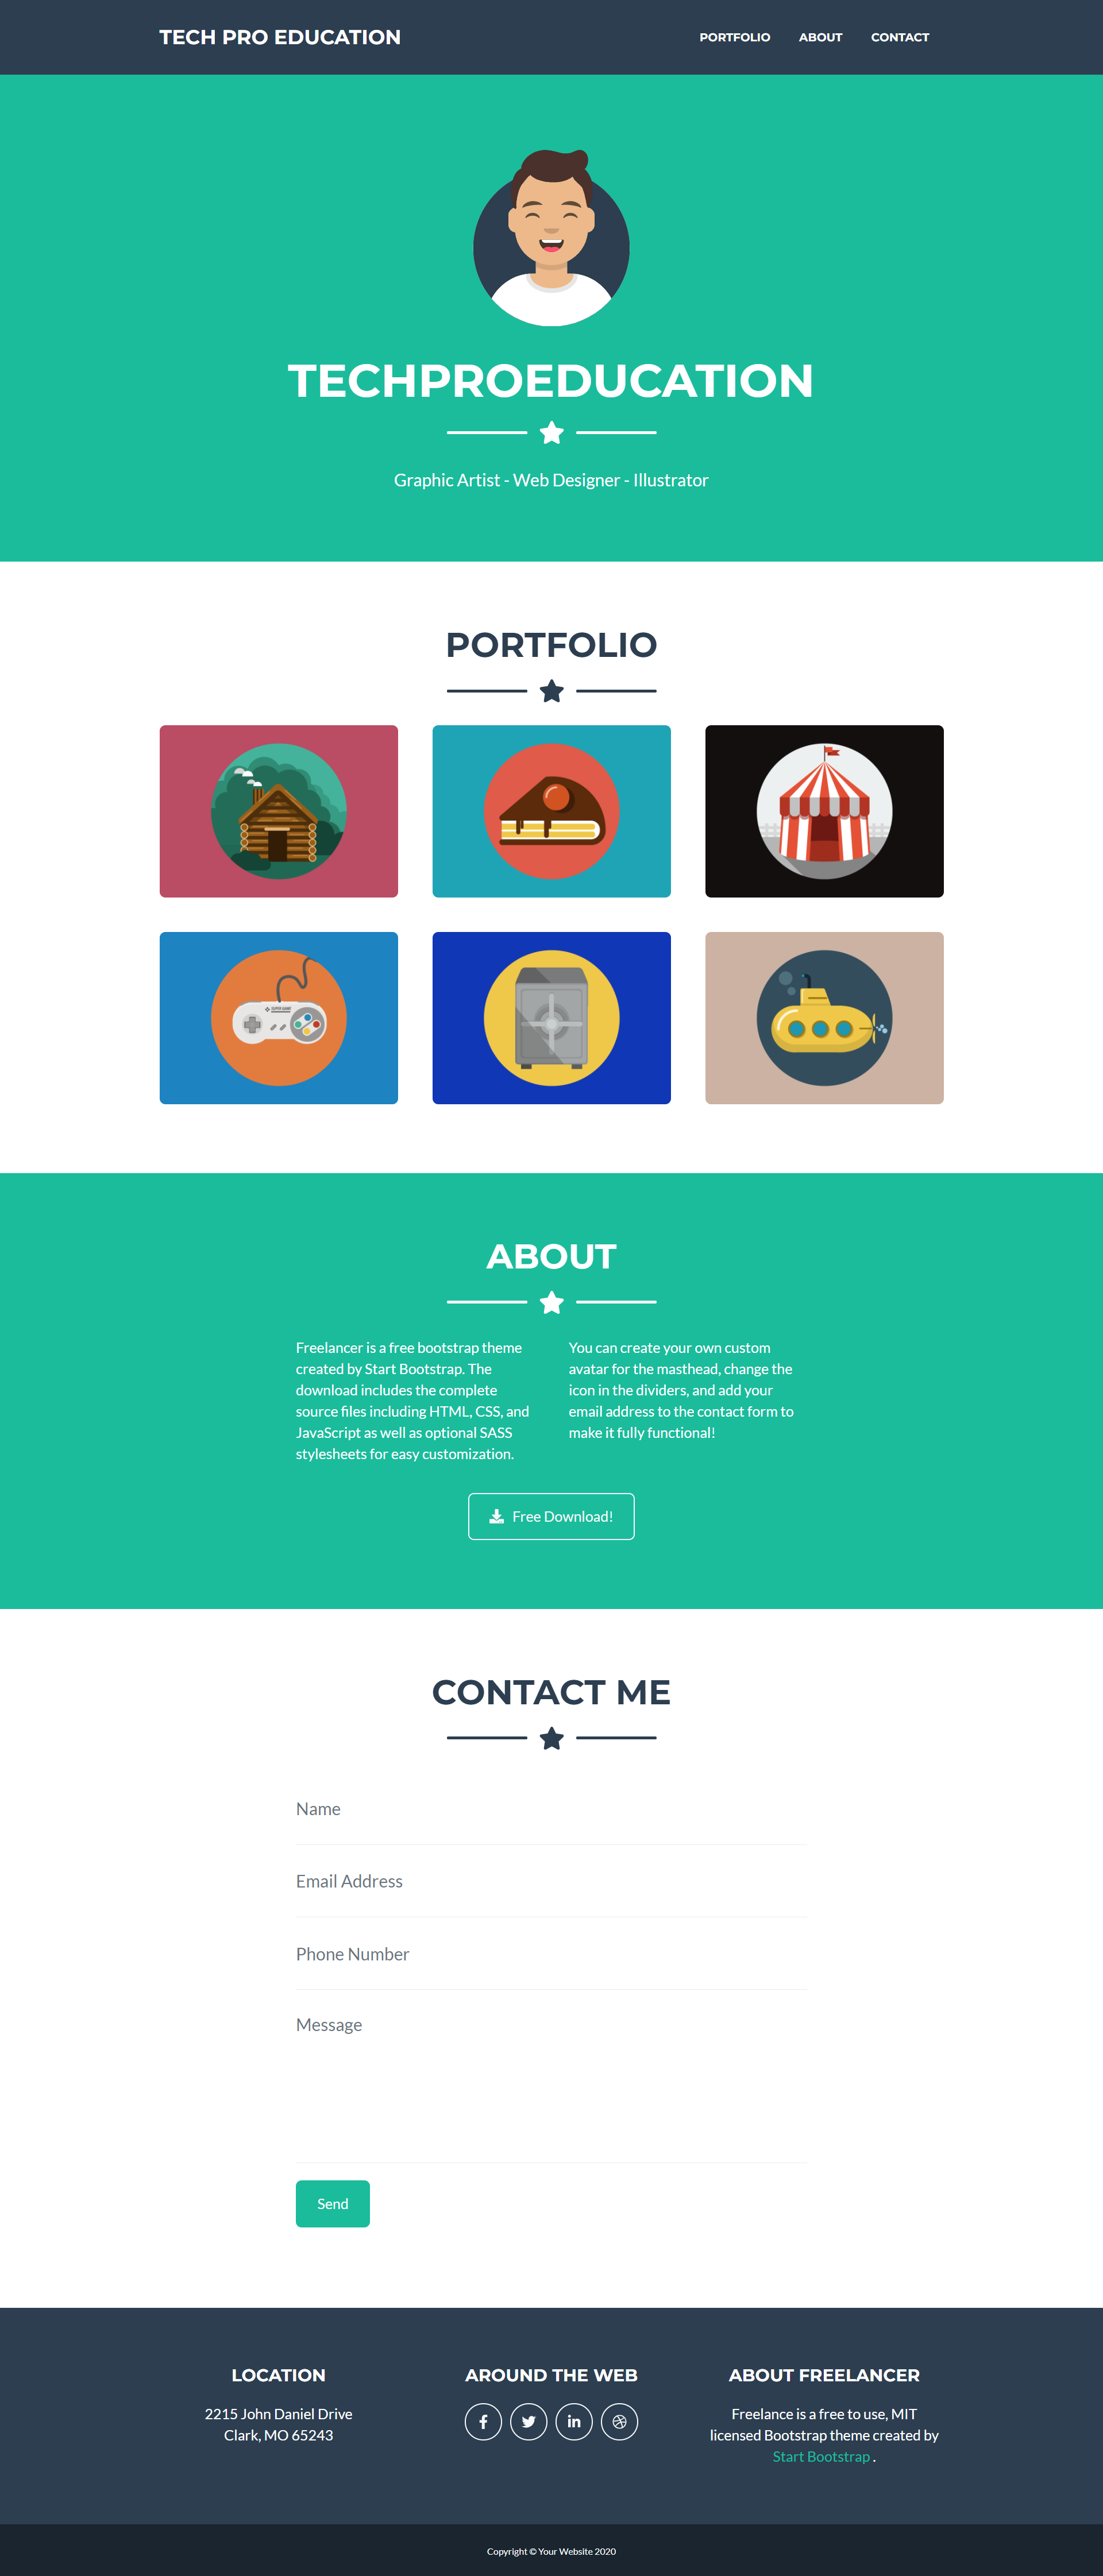 TECH PRO EDUCATION
PORTFOLIO
ABOUT
CONTACT
TECHPROEDUCATION
Graphic Artist - Web Designer - Illustrator
PORTFOLIO
ABOUT
Freelancer is a free bootstrap theme
created by Start Bootstrap. The
download includes the complete
source files including HTML, CSS, and
JavaScript as well as optional SASS
stylesheets for easy customization.
You can create your own custom
avatar for the masthead, change the
icon in the dividers, and add your
email address to the contact form to
make it fully functional!
Free Download!
CONTACT ME
Name
Email Address
Phone Number
Message
Send
LOCATION
2215 John Daniel Drive
Clark, MO 65243
AROUND THE WEB
ABOUT FREELANCER
Freelance is a free to use, MIT
licensed Bootstrap theme created by
Start Bootstrap .
Copyright © Your Website 2020